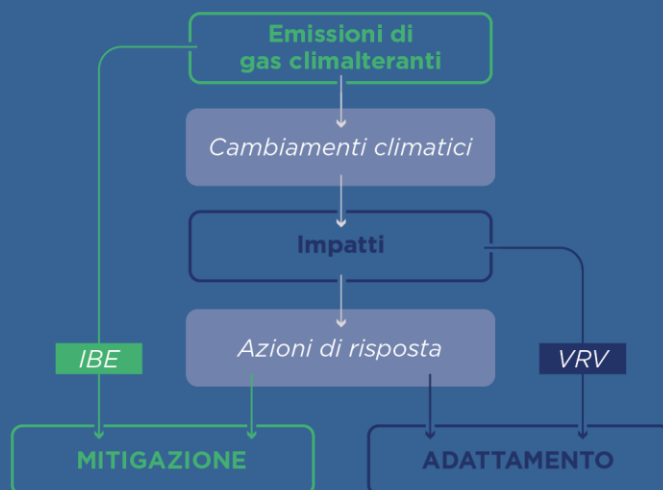 Emissioni di
gas climalteranti
Cambiamenti climatici
Impatti
Azioni di risposta
IBE
VRV
MITIGAZIONE
ADATTAMENTO